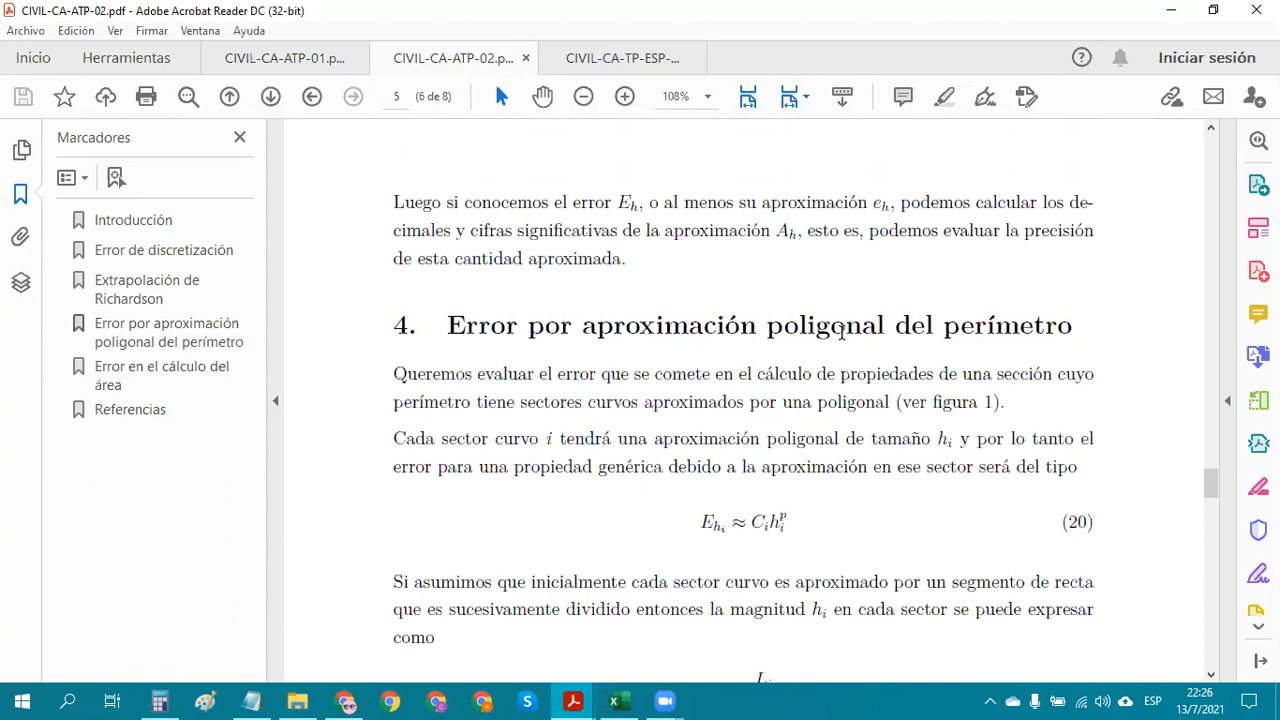 CIVIL-CA-ATP-02.pdf - Adobe Acrobat Reader DC (32-bit)
Archivo Edición Ver Firmar Ventana Ayuda
Inicio Herramientas CIVIL-CA-ATP-01.p... CIVIL-CA-ATP-02.p... CIVIL-CA-TP-ESP-... Iniciar sesión
5 (6 de 8) 108%
Marcadores
Introducción
Error de discretización
Extrapolación de
Richardson
Error por aproximación
poligonal del perímetro
Error en el cálculo del
área
Referencias
Luego si conocemos el error E_h, o al menos su aproximación e_h, podemos calcular los de-
cimales y cifras significativas de la aproximación A_h, esto es, podemos evaluar la precisión
de esta cantidad aproximada.
4. Error por aproximación poligonal del perímetro
Queremos evaluar el error que se comete en el cálculo de propiedades de una sección cuyo
perímetro tiene sectores curvos aproximados por una poligonal (ver figura 1).
Cada sector curvo i tendrá una aproximación poligonal de tamaño h_i y por lo tanto el
error para una propiedad genérica debido a la aproximación en ese sector será del tipo
E_{h_i} ≈ C_i h_i^p (20)
Si asumimos que inicialmente cada sector curvo es aproximado por un segmento de recta
que es sucesivamente dividido entonces la magnitud h_i en cada sector se puede expresar
como
ESP
22:26
13/7/2021